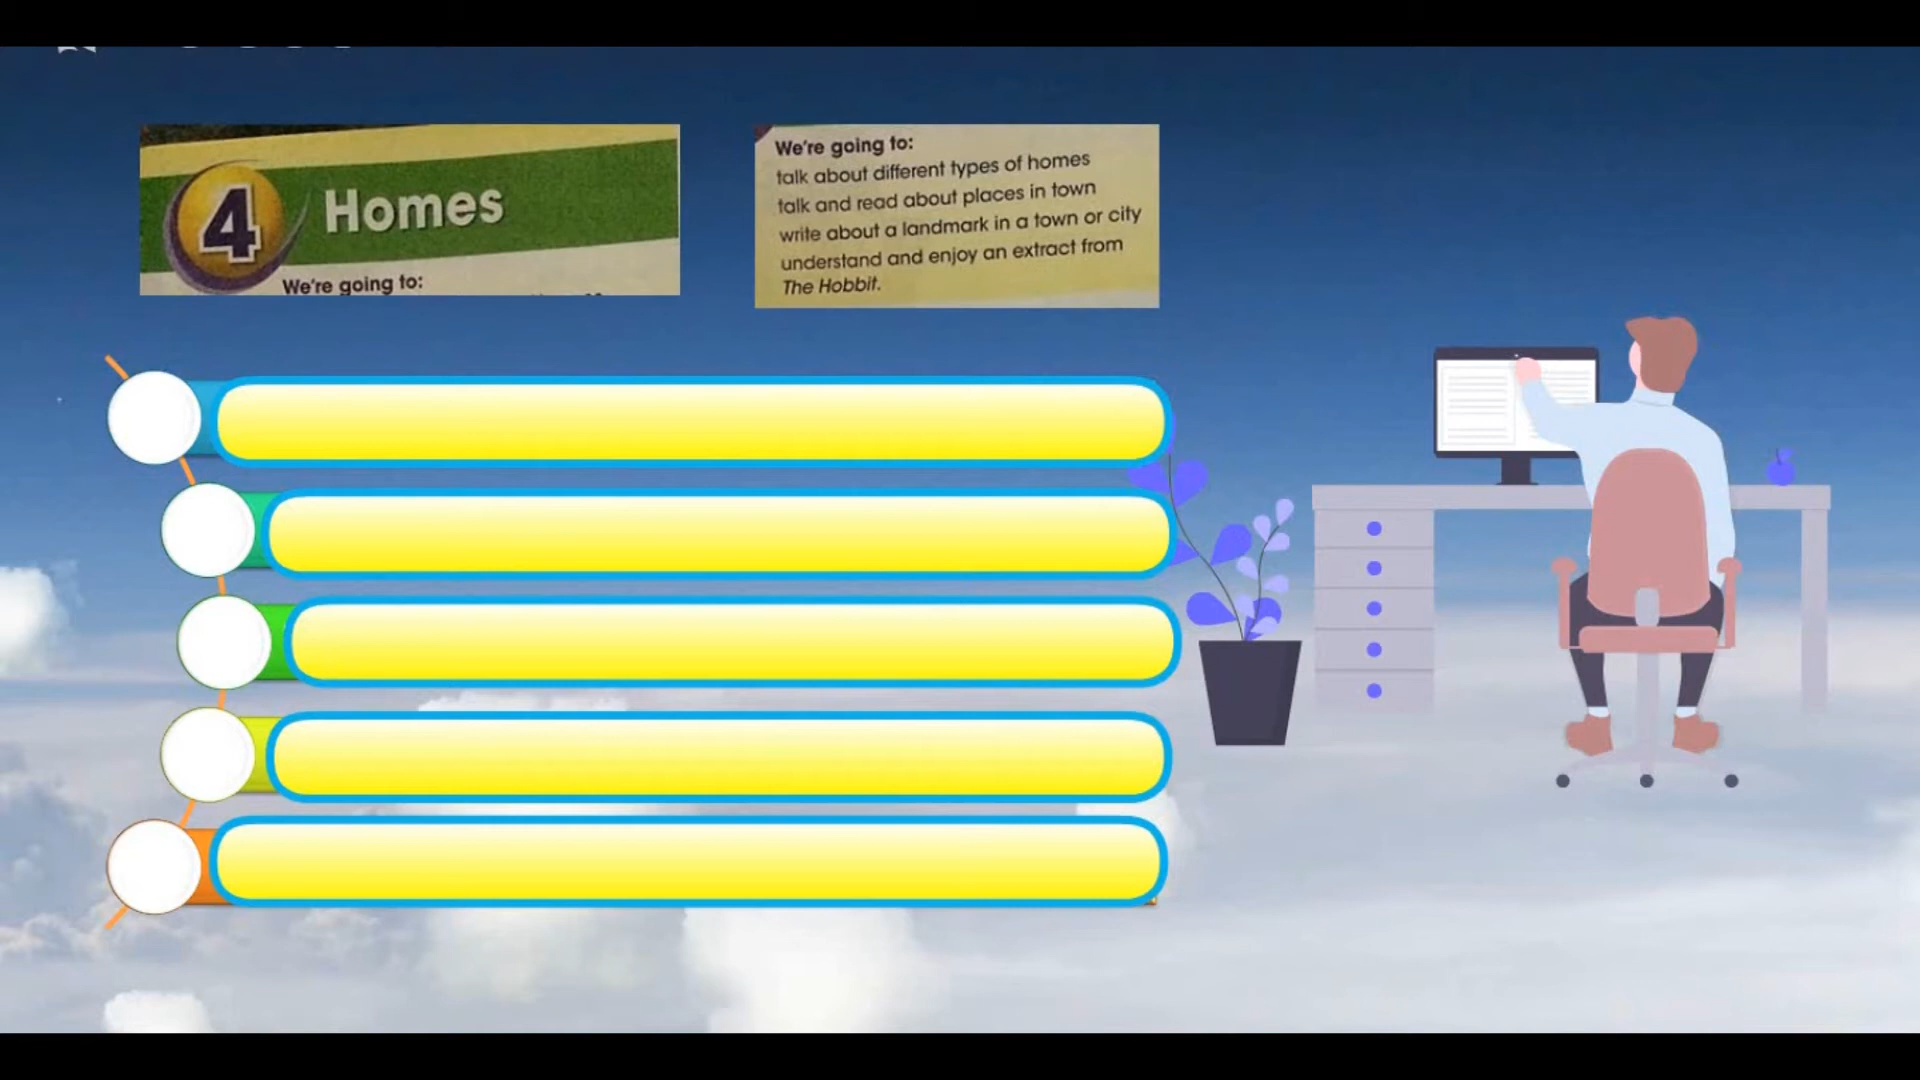 4 Homes
We're going to:
We're going to:
talk about different types of homes
talk and read about places in town
write about a landmark in a town or city
understand and enjoy an extract from
The Hobbit.